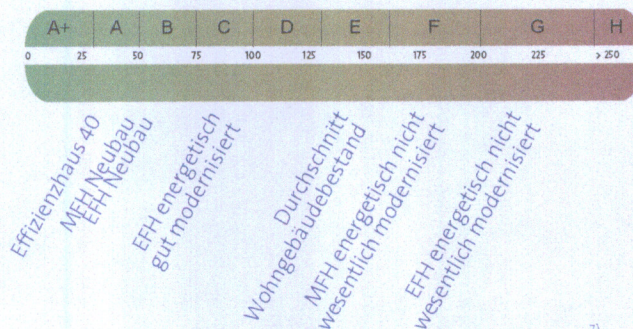 A+ A B C D E F G H
0 25 50 75 100 125 150 175 200 225 > 250
Effizienzhaus 40
MFH Neubau
EFH Neubau
EFH energetisch
gut modernisiert
Durchschnitt
Wohngebäudebestand
MFH energetisch nicht
wesentlich modernisiert
EFH energetisch nicht
wesentlich modernisiert
7)